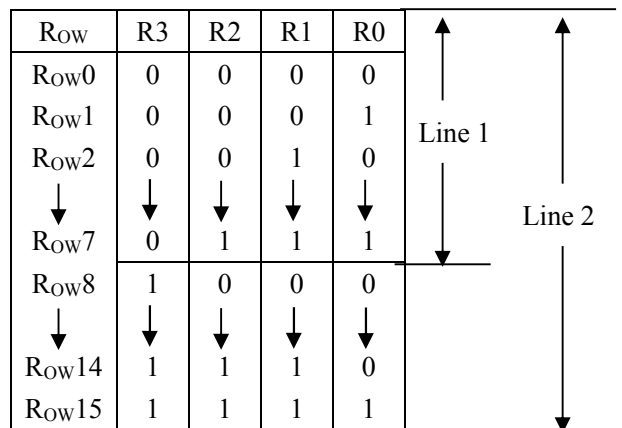 ROW R3 R2 R1 R0
ROW0 0 0 0 0
ROW1 0 0 0 1
Line 1
ROW2 0 0 1 0
Line 2
ROW7 0 1 1 1
ROW8 1 0 0 0
ROW14 1 1 1 0
ROW15 1 1 1 1